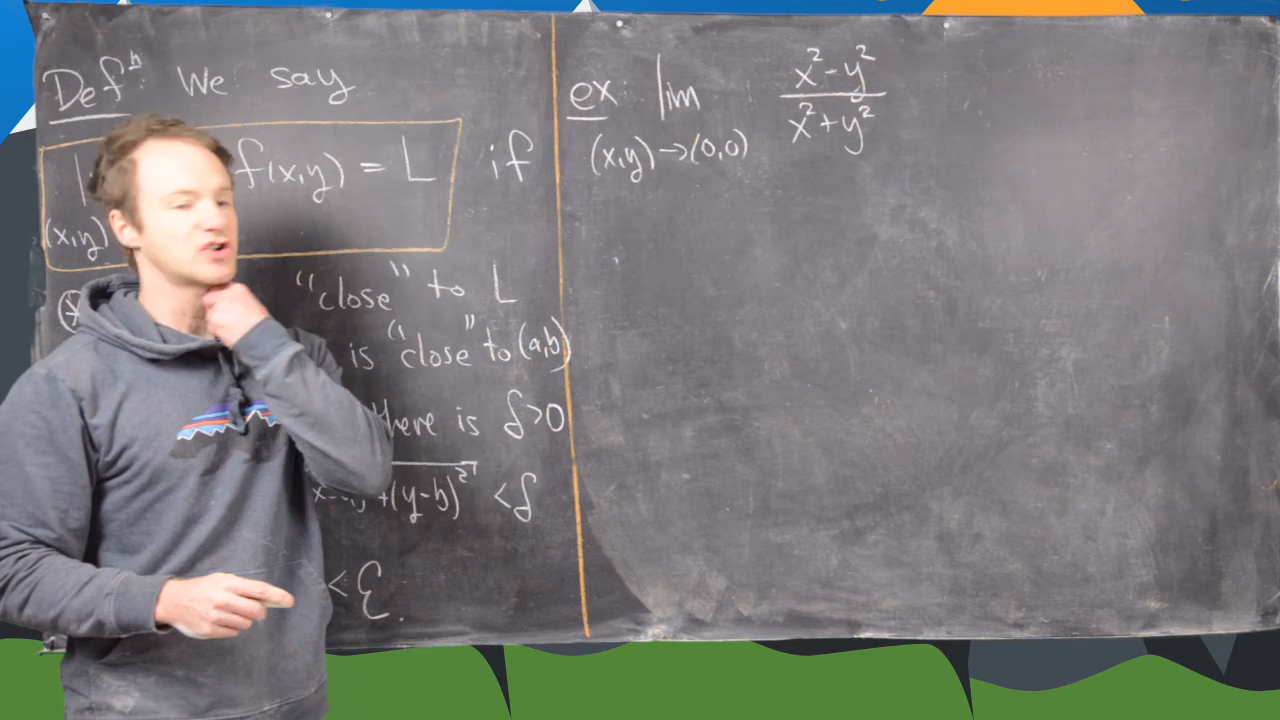 Defⁿ We say
f(x,y) = L if
(x,y)
"close" to L
is "close" to (a,b)
there is δ>0
+(y-b)² <δ
< ε.
ex lim x²-y² / x²+y²
(x,y)→(0,0)